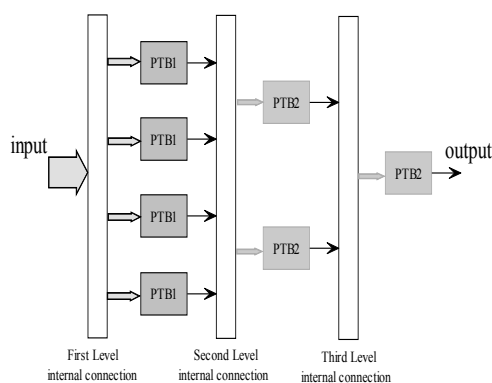 input
PTB1
PTB1
PTB1
PTB1
PTB2
PTB2
PTB2
output
First Level
internal connection
Second Level
internal connection
Third Level
internal connection